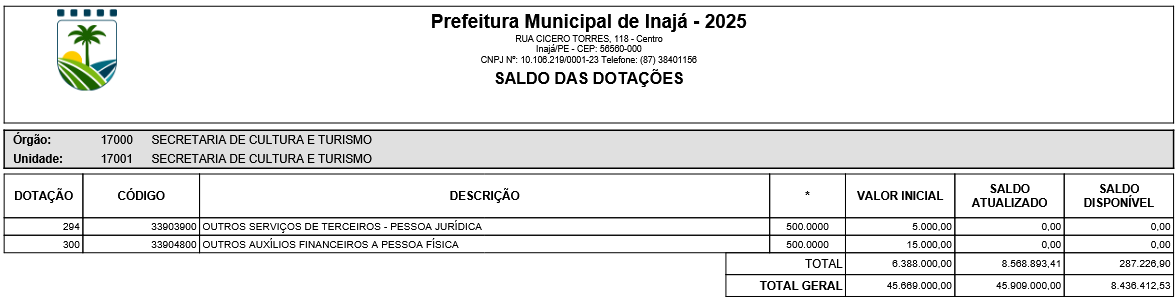 Prefeitura Municipal de Inajá - 2025
RUA CICERO TORRES, 118 - Centro
Inajá/PE - CEP: 56560-000
CNPJ Nº: 10.106.219/0001-23 Telefone: (87) 38401156
SALDO DAS DOTAÇÕES
Órgão: 17000 SECRETARIA DE CULTURA E TURISMO
Unidade: 17001 SECRETARIA DE CULTURA E TURISMO
DOTAÇÃO CÓDIGO DESCRIÇÃO * VALOR INICIAL SALDO ATUALIZADO SALDO DISPONÍVEL
294 33903900 OUTROS SERVIÇOS DE TERCEIROS - PESSOA JURÍDICA 500.0000 5.000,00 0,00 0,00
300 33904800 OUTROS AUXÍLIOS FINANCEIROS A PESSOA FÍSICA 500.0000 15.000,00 0,00 0,00
TOTAL 6.388.000,00 8.568.893,41 287.226,90
TOTAL GERAL 45.669.000,00 45.909.000,00 8.436.412,53